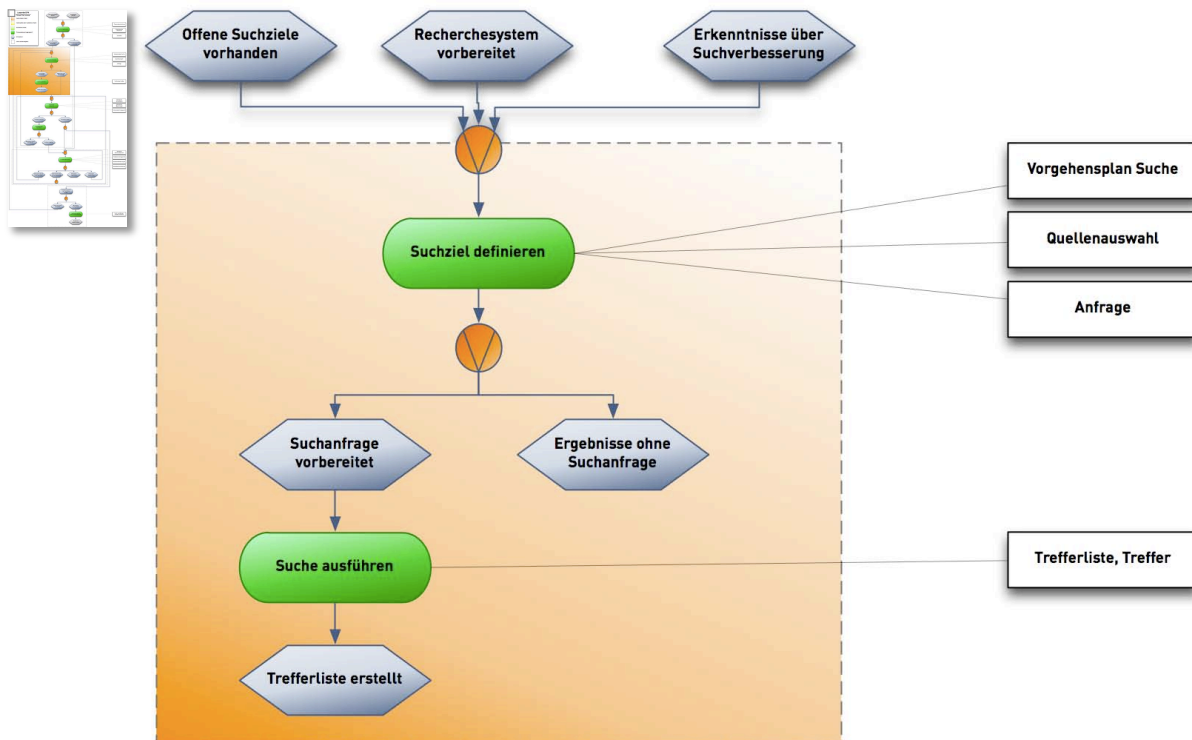 Offene Suchziele
vorhanden
Recherchesystem
vorbereitet
Erkenntnisse über
Suchverbesserung
Vorgehensplan Suche
Suchziel definieren
Quellenauswahl
Anfrage
Suchanfrage
vorbereitet
Ergebnisse ohne
Suchanfrage
Suche ausführen
Trefferliste, Treffer
Trefferliste erstellt